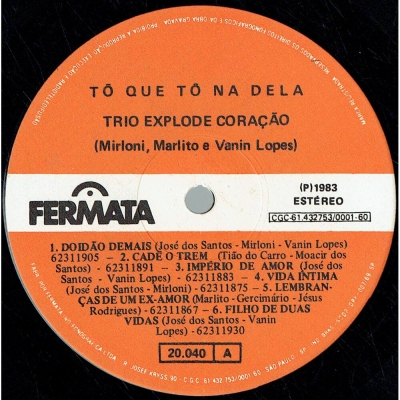 TÔ QUE TÔ NA DELA
TRIO EXPLODE CORAÇÃO
(Mirloni, Marlito e Vanin Lopes)
FERMATA
(P)1983
ESTÉREO
CGC-61.432753/0001-60
1. DOIDÃO DEMAIS (José dos Santos - Mirloni - Vanin Lopes)
62311905 — 2. CADÊ O TREM (Tião do Carro - Moacir dos
Santos) - 62311891 — 3. IMPÉRIO DE AMOR (José dos
Santos - Vanin Lopes) - 62311883 — 4. VIDA ÍNTIMA
(José dos Santos - Mirloni) - 62311875 — 5. LEMBRAN-
ÇAS DE UM EX-AMOR (Marlito - Gercimário - Jésus
Rodrigues) - 62311867 — 6. FILHO DE DUAS
VIDAS (José dos Santos - Vanin
Lopes) - 62311930
20.040 A